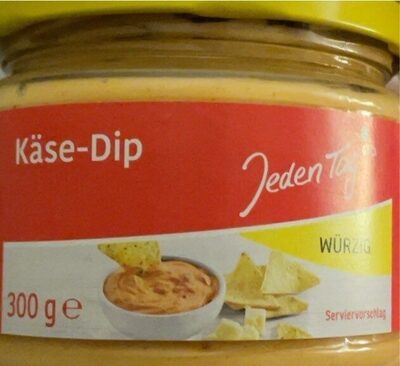 Käse-Dip
Jeden Tag
WÜRZIG
300 g e
Serviervorschlag